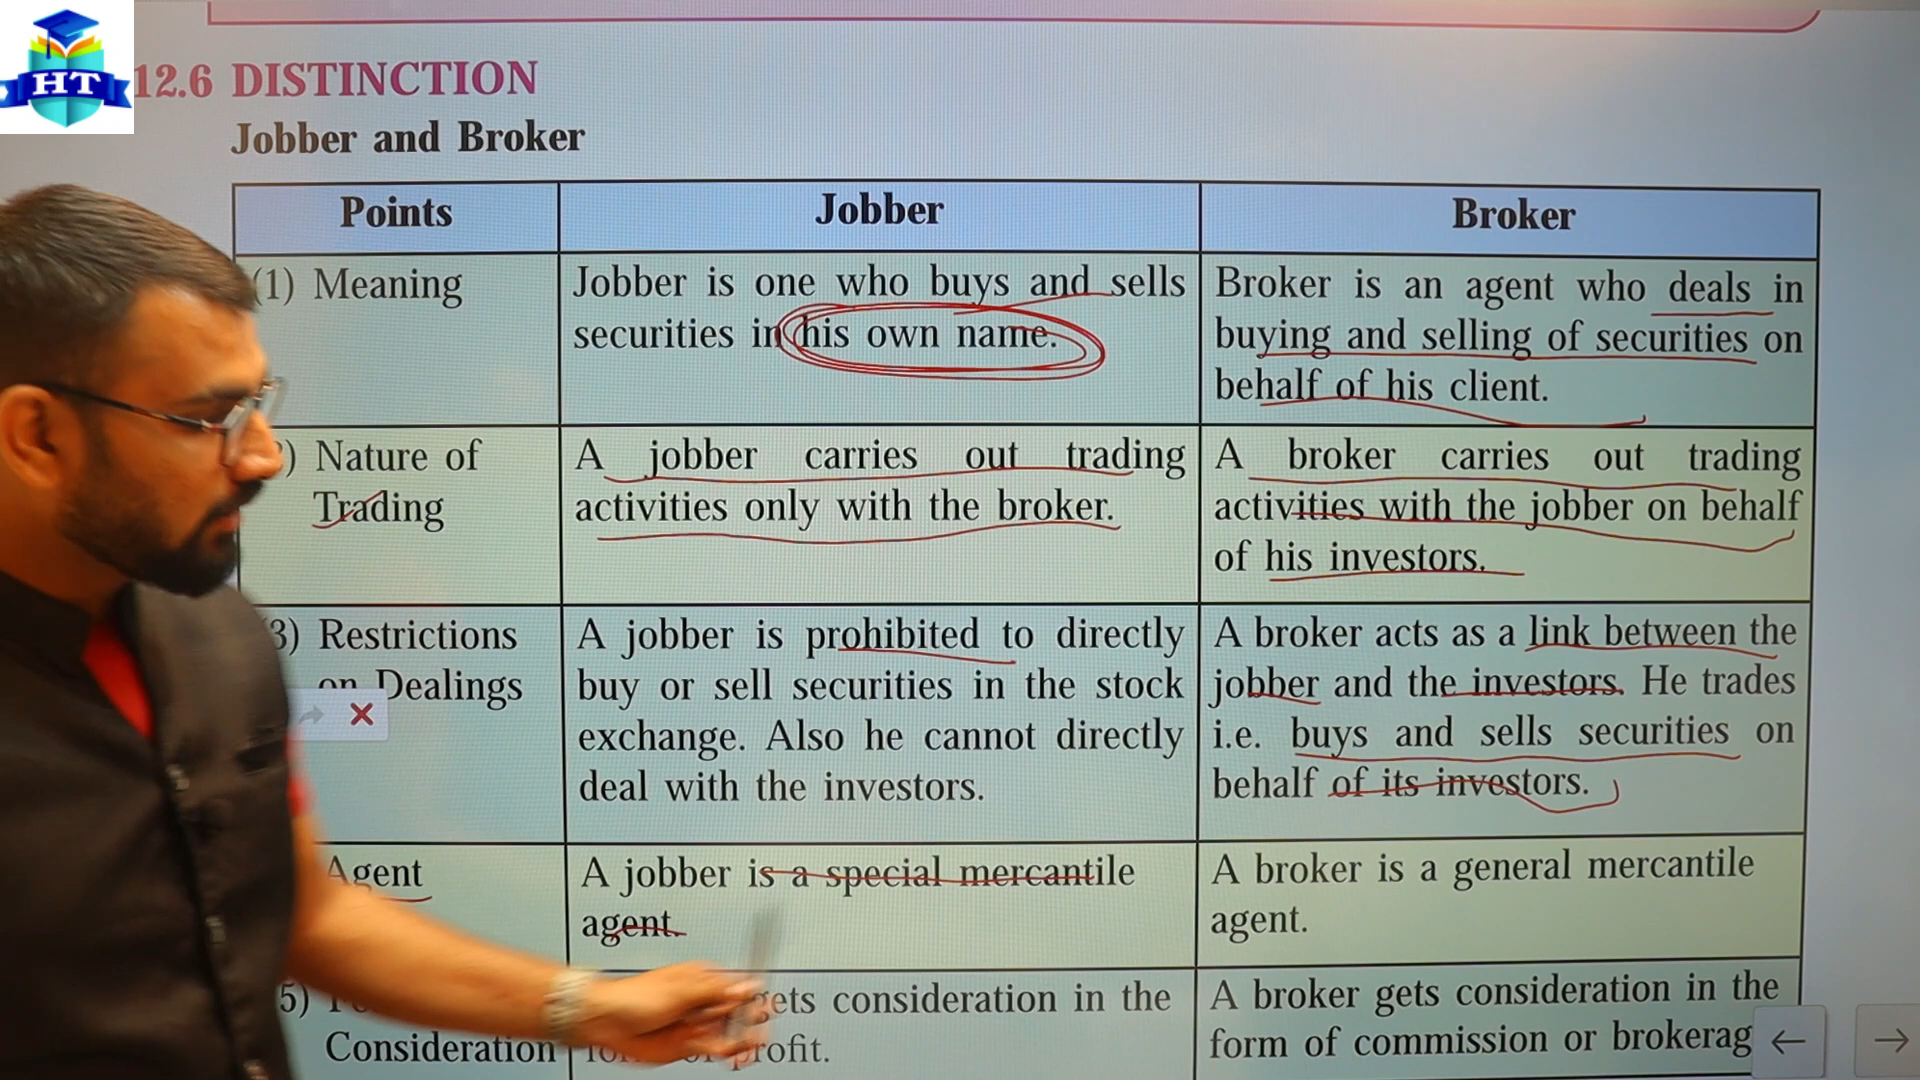 HT
12.6 DISTINCTION
Jobber and Broker
Points
Jobber
Broker
(1) Meaning
Jobber is one who buys and sells
securities in his own name.
Broker is an agent who deals in
buying and selling of securities on
behalf of his client.
) Nature of
Trading
A jobber carries out trading
activities only with the broker.
A broker carries out trading
activities with the jobber on behalf
of his investors.
3) Restrictions
on Dealings
A jobber is prohibited to directly
buy or sell securities in the stock
exchange. Also he cannot directly
deal with the investors.
A broker acts as a link between the
jobber and the investors. He trades
i.e. buys and sells securities on
behalf of its investors.
Agent
A jobber is a special mercantile
agent.
A broker is a general mercantile
agent.
5)
Consideration
gets consideration in the
profit.
A broker gets consideration in the
form of commission or brokerag